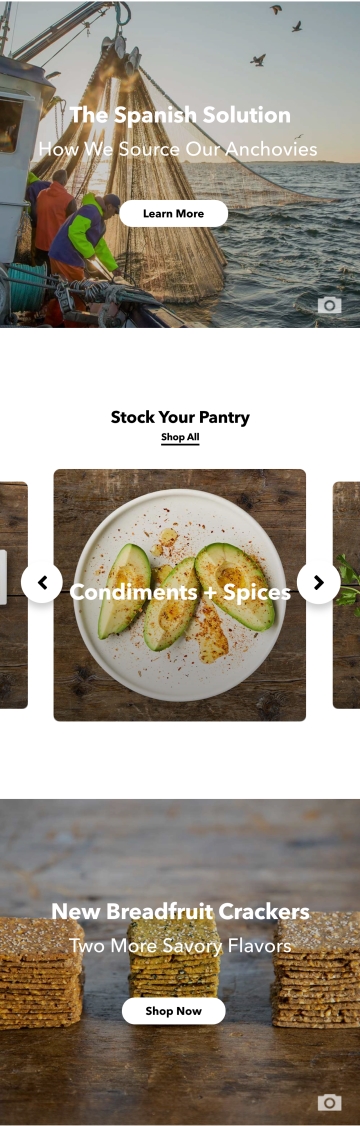 The Spanish Solution
How We Source Our Anchovies
Learn More
Stock Your Pantry
Shop All
Condiments + Spices
New Breadfruit Crackers
Two More Savory Flavors
Shop Now